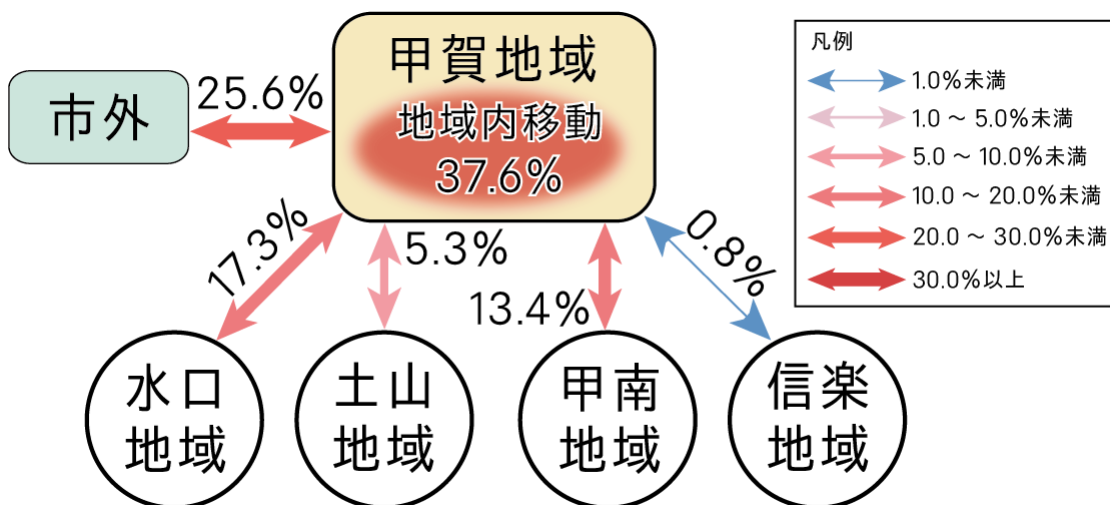 甲賀地域
地域内移動
37.6%
市外
25.6%
17.3%
5.3%
13.4%
0.8%
水口
地域
土山
地域
甲南
地域
信楽
地域
凡例
1.0%未満
1.0 ～ 5.0%未満
5.0 ～ 10.0%未満
10.0 ～ 20.0%未満
20.0 ～ 30.0%未満
30.0%以上